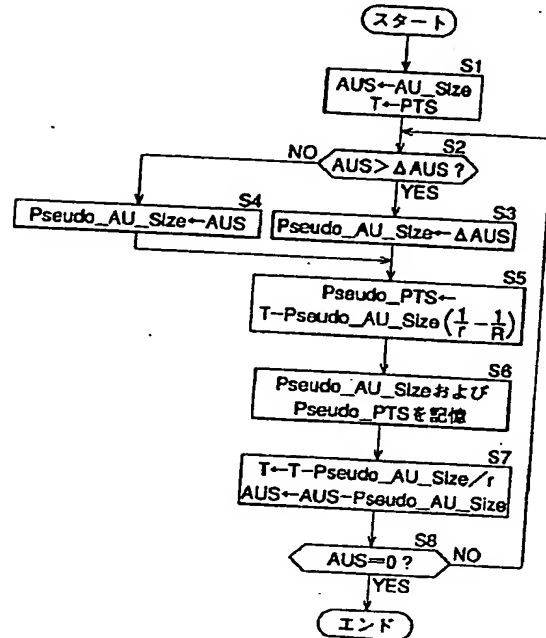 スタート
S1
AUS←AU_Size
T←PTS
S2
AUS>ΔAUS?
NO
YES
S4
Pseudo_AU_Size←AUS
S3
Pseudo_AU_Size←ΔAUS
S5
Pseudo_PTS←
T−Pseudo_AU_Size(1/r−1/R)
S6
Pseudo_AU_Sizeおよび
Pseudo_PTSを記憶
S7
T←T−Pseudo_AU_Size/r
AUS←AUS−Pseudo_AU_Size
S8
AUS=0?
NO
YES
エンド